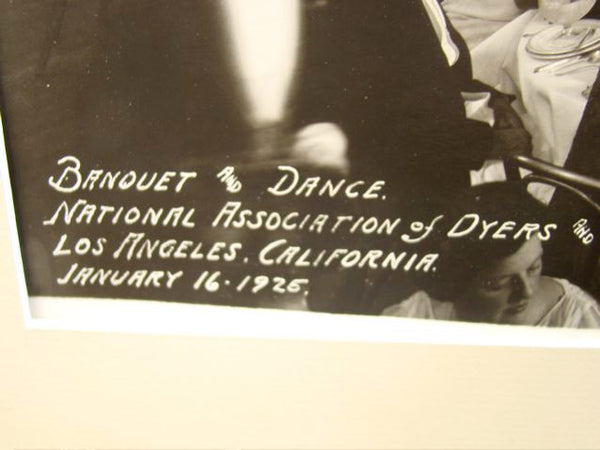 BANQUET AND DANCE.
NATIONAL ASSOCIATION of DYERS AND
LOS ANGELES. CALIFORNIA.
JANUARY 16 · 1925.